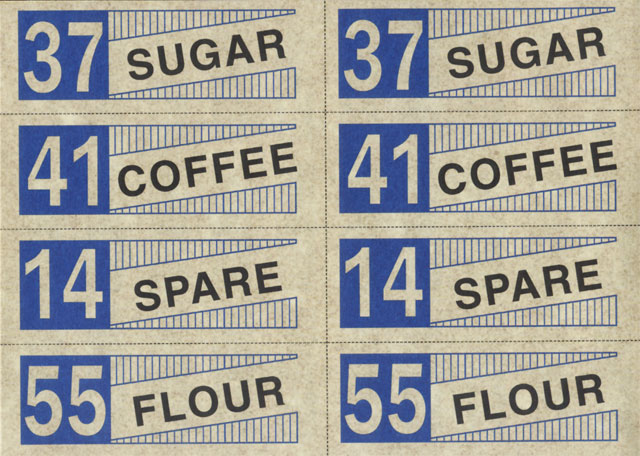 37 SUGAR 37 SUGAR
41 COFFEE 41 COFFEE
14 SPARE 14 SPARE
55 FLOUR 55 FLOUR